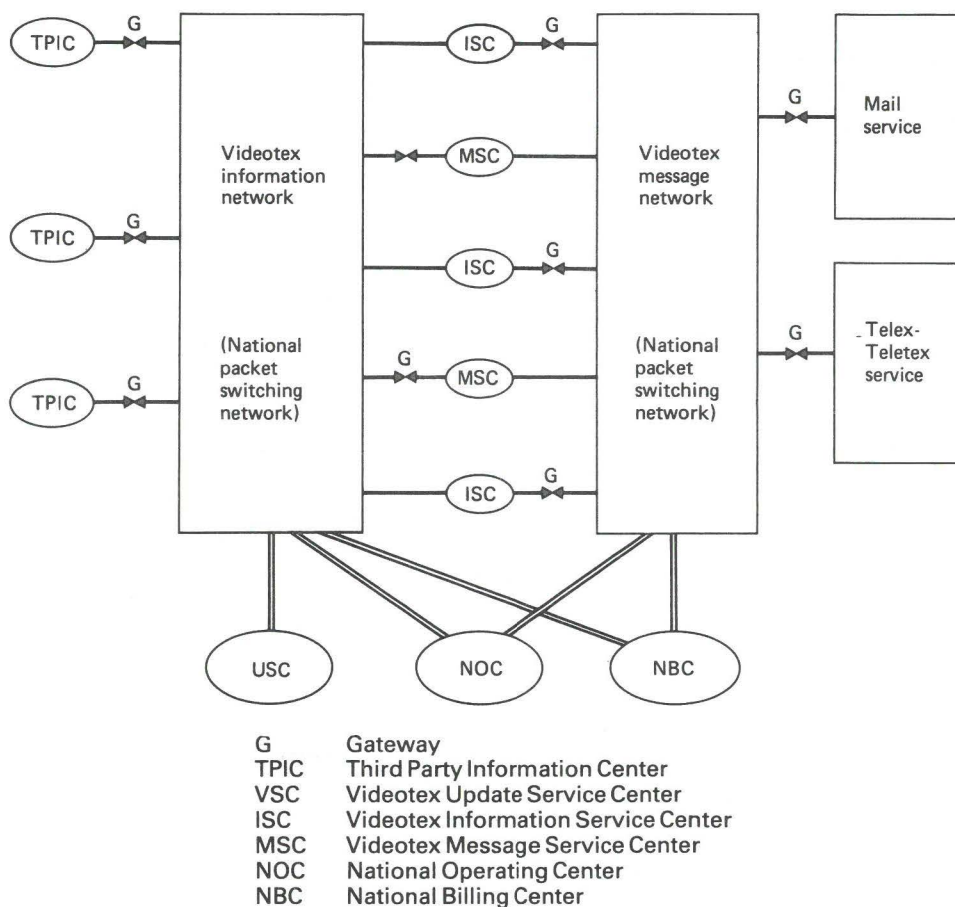 G
TPIC
ISC
G
G
Mail
service
Videotex
information
network
MSC
Videotex
message
network
G
TPIC
ISC
G
G
Telex-
Teletex
service
(National
packet
switching
network)
G
MSC
(National
packet
switching
network)
G
TPIC
G
ISC
USC
NOC
NBC
G Gateway
TPIC Third Party Information Center
VSC Videotex Update Service Center
ISC Videotex Information Service Center
MSC Videotex Message Service Center
NOC National Operating Center
NBC National Billing Center